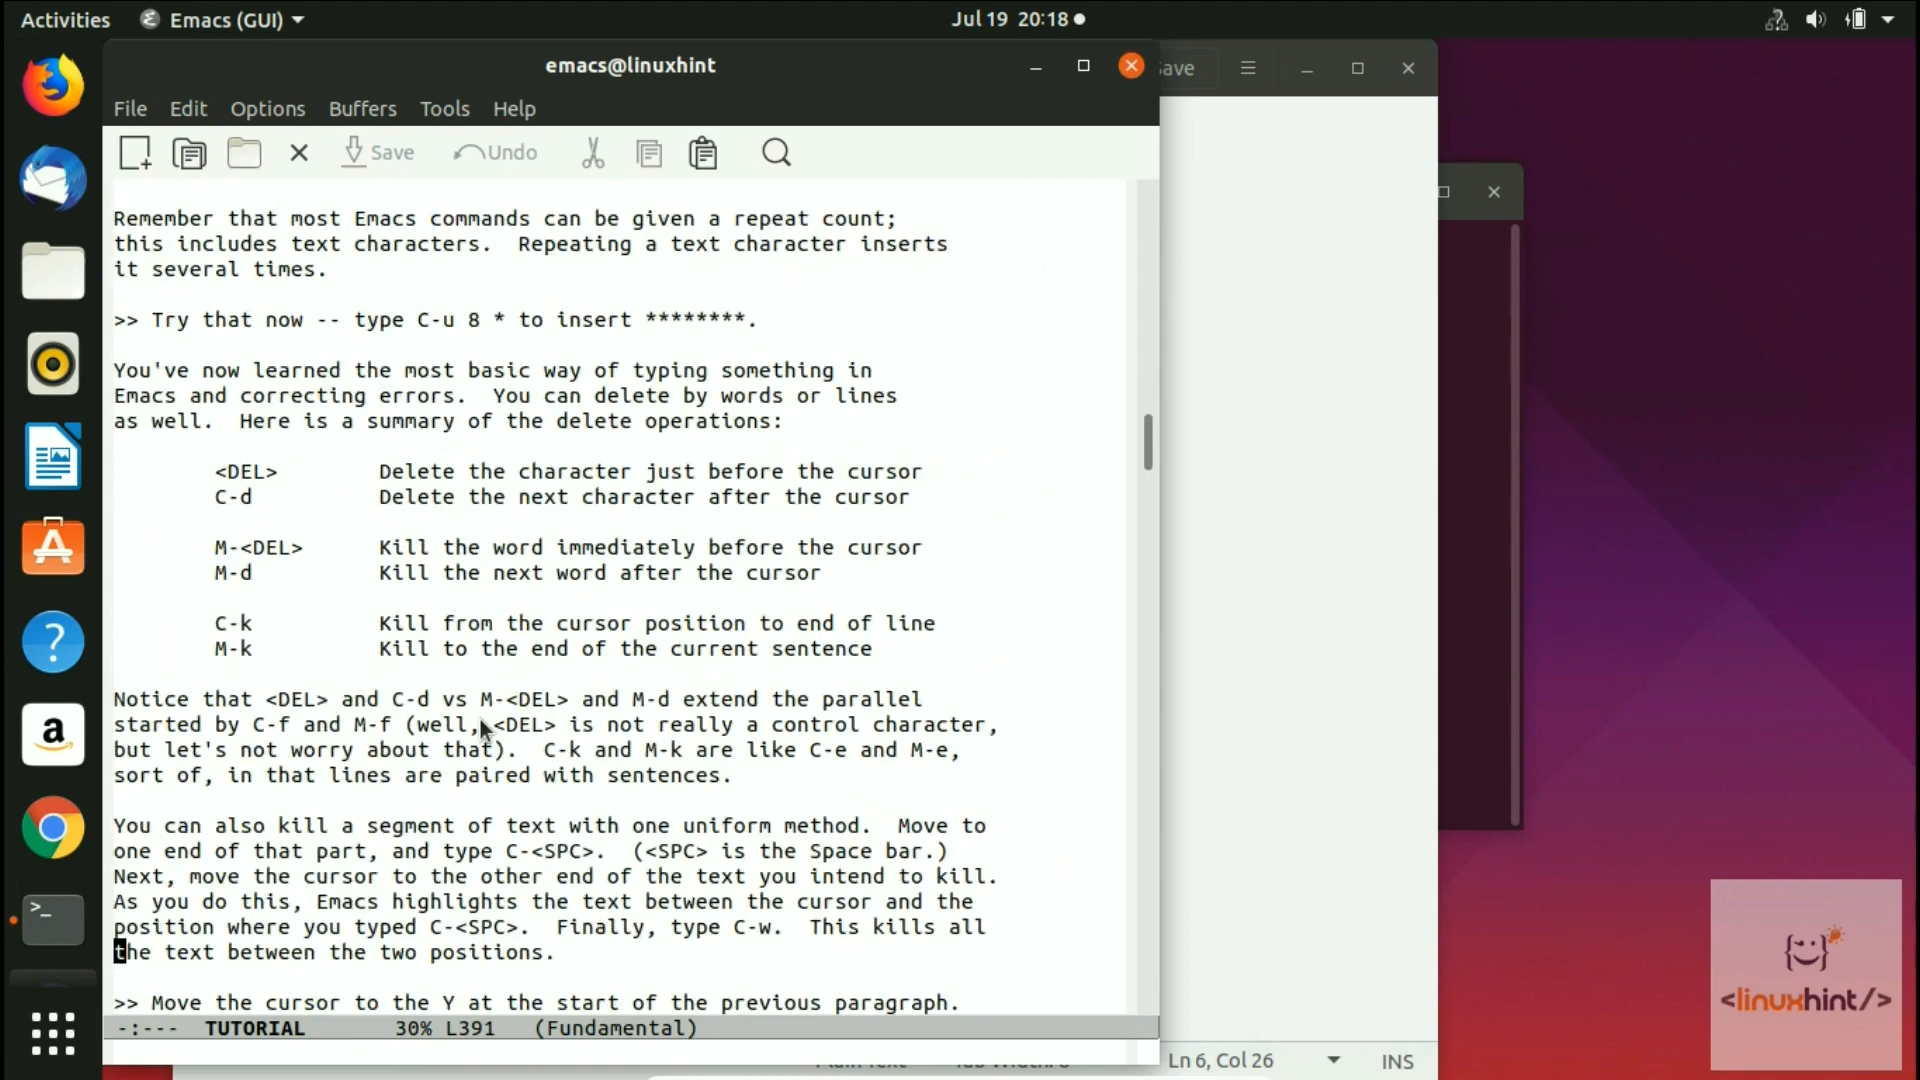 Activities
Emacs (GUI)
Jul 19 20:18
emacs@linuxhint
File Edit Options Buffers Tools Help
Save Undo
Remember that most Emacs commands can be given a repeat count;
this includes text characters.  Repeating a text character inserts
it several times.
>> Try that now -- type C-u 8 * to insert ********.
You've now learned the most basic way of typing something in
Emacs and correcting errors.  You can delete by words or lines
as well.  Here is a summary of the delete operations:
<DEL> Delete the character just before the cursor
C-d Delete the next character after the cursor
M-<DEL> Kill the word immediately before the cursor
M-d Kill the next word after the cursor
C-k Kill from the cursor position to end of line
M-k Kill to the end of the current sentence
Notice that <DEL> and C-d vs M-<DEL> and M-d extend the parallel
started by C-f and M-f (well, <DEL> is not really a control character,
but let's not worry about that).  C-k and M-k are like C-e and M-e,
sort of, in that lines are paired with sentences.
You can also kill a segment of text with one uniform method.  Move to
one end of that part, and type C-<SPC>.  (<SPC> is the Space bar.)
Next, move the cursor to the other end of the text you intend to kill.
As you do this, Emacs highlights the text between the cursor and the
position where you typed C-<SPC>.  Finally, type C-w.  This kills all
the text between the two positions.
>> Move the cursor to the Y at the start of the previous paragraph.
-:--- TUTORIAL 30% L391 (Fundamental)
Ln 6, Col 26 INS
<linuxhint/>